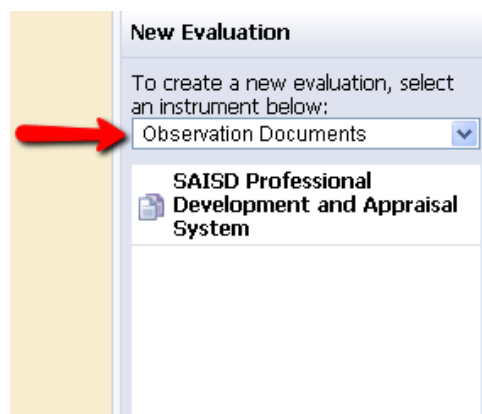 New Evaluation
To create a new evaluation, select
an instrument below:
Observation Documents
SAISD Professional
Development and Appraisal
System